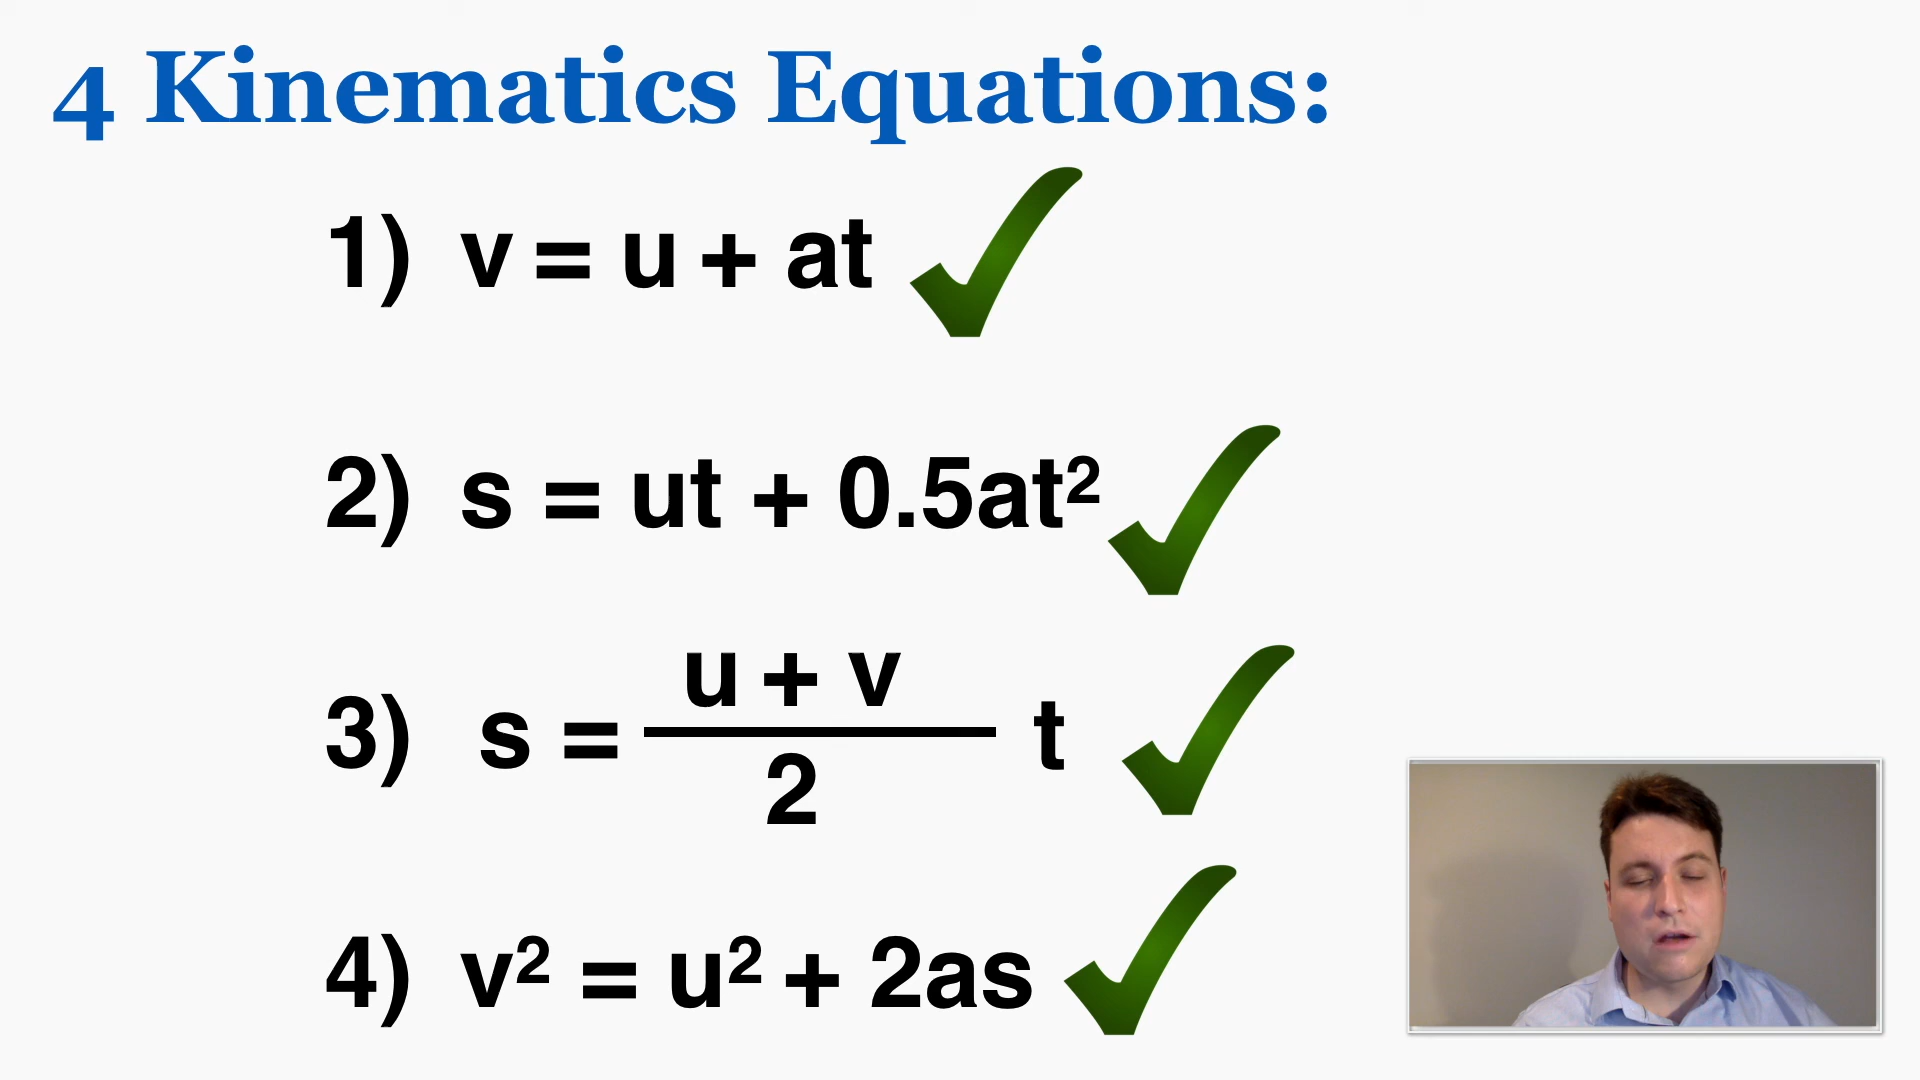 4 Kinematics Equations:
1) v = u + at
2) s = ut + 0.5at²
3) s = u + v / 2 t
4) v² = u² + 2as